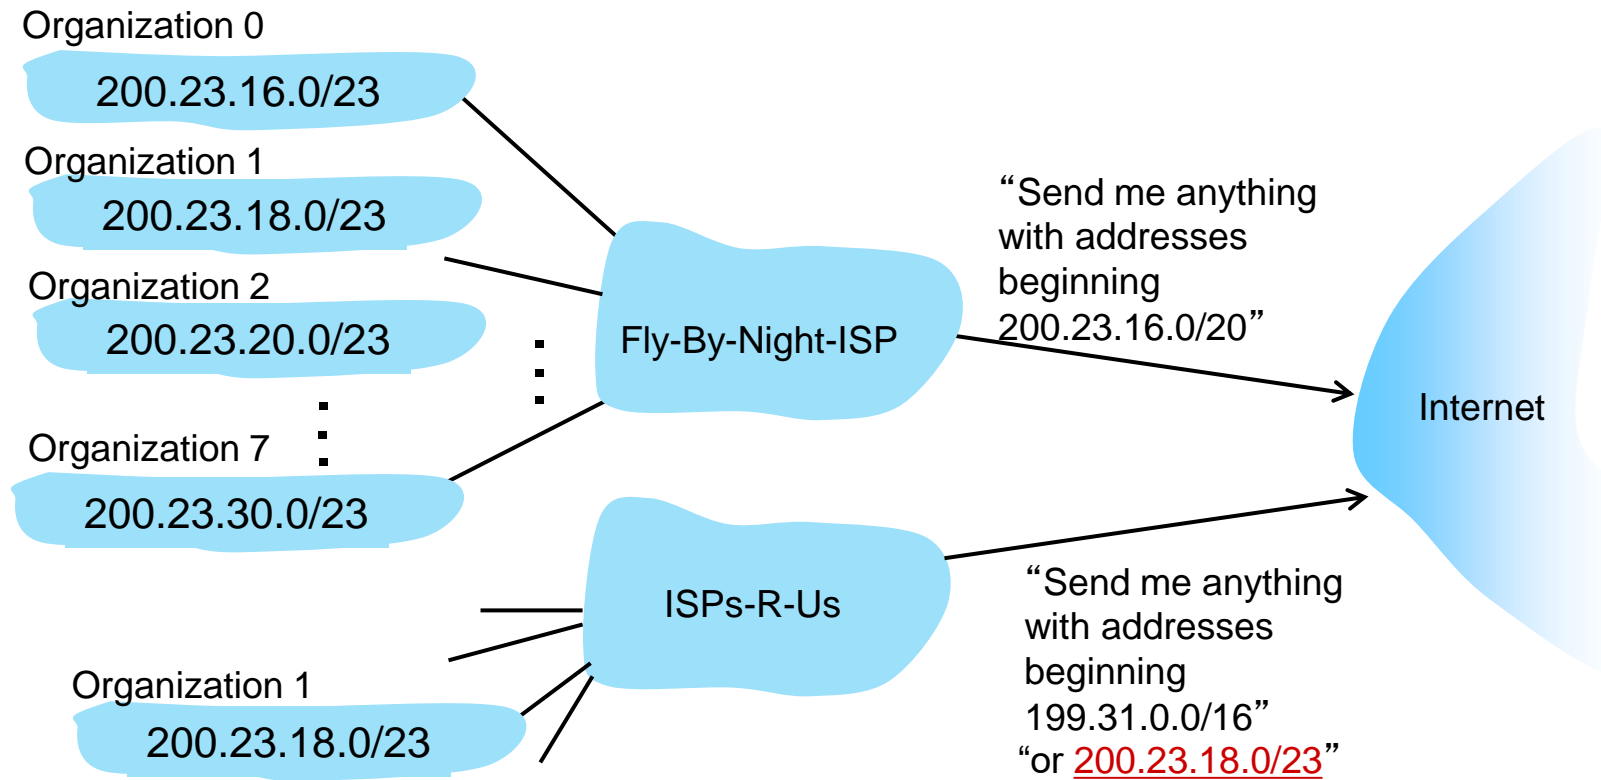 Organization 0
200.23.16.0/23
Organization 1
200.23.18.0/23
Organization 2
200.23.20.0/23
Organization 7
200.23.30.0/23
Fly-By-Night-ISP
“Send me anything
with addresses
beginning
200.23.16.0/20”
Internet
ISPs-R-Us
Organization 1
200.23.18.0/23
“Send me anything
with addresses
beginning
199.31.0.0/16”
“or 200.23.18.0/23”